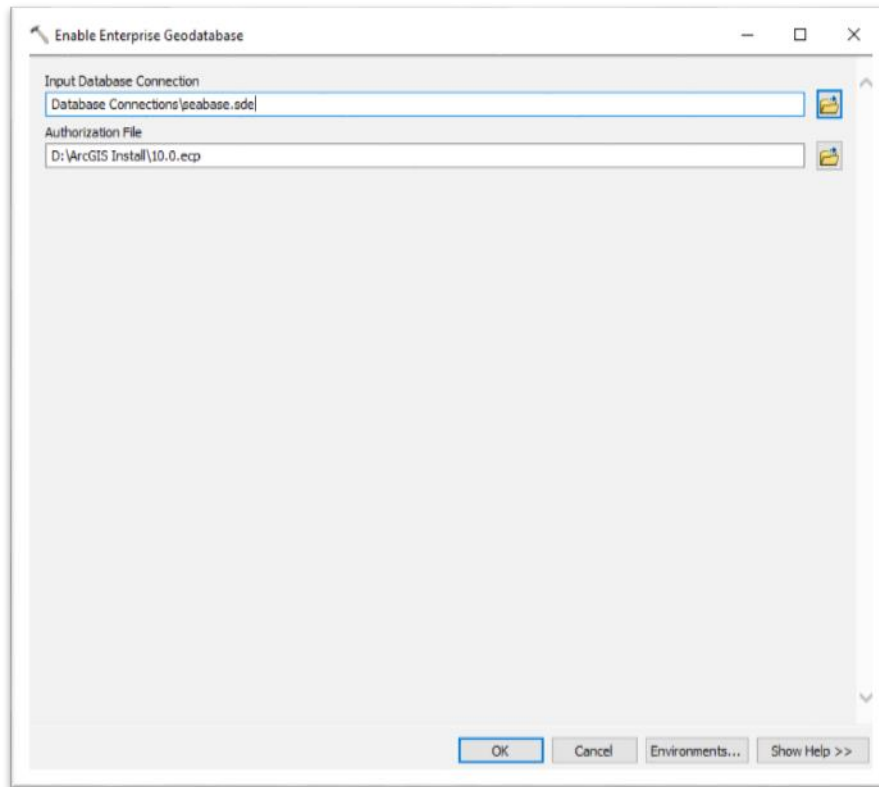 Enable Enterprise Geodatabase
Input Database Connection
Database Connections\peabase.sde
Authorization File
D:\ArcGIS Install\10.0.ecp
OK Cancel Environments... Show Help >>